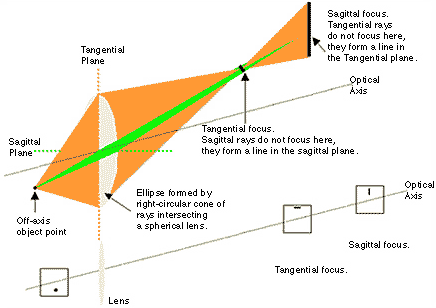 Sagittal focus.
Tangential rays
do not focus here,
they form a line in
the Tangential plane.
Tangential
Plane
Optical
Axis
Tangential focus.
Sagittal rays do not focus here,
they form a line in the sagittal plane.
Sagittal
Plane
Ellipse formed by
right-circular cone of
rays intersecting
a spherical lens.
Optical
Axis
Off-axis
object point
Sagittal focus.
Tangential focus.
Lens